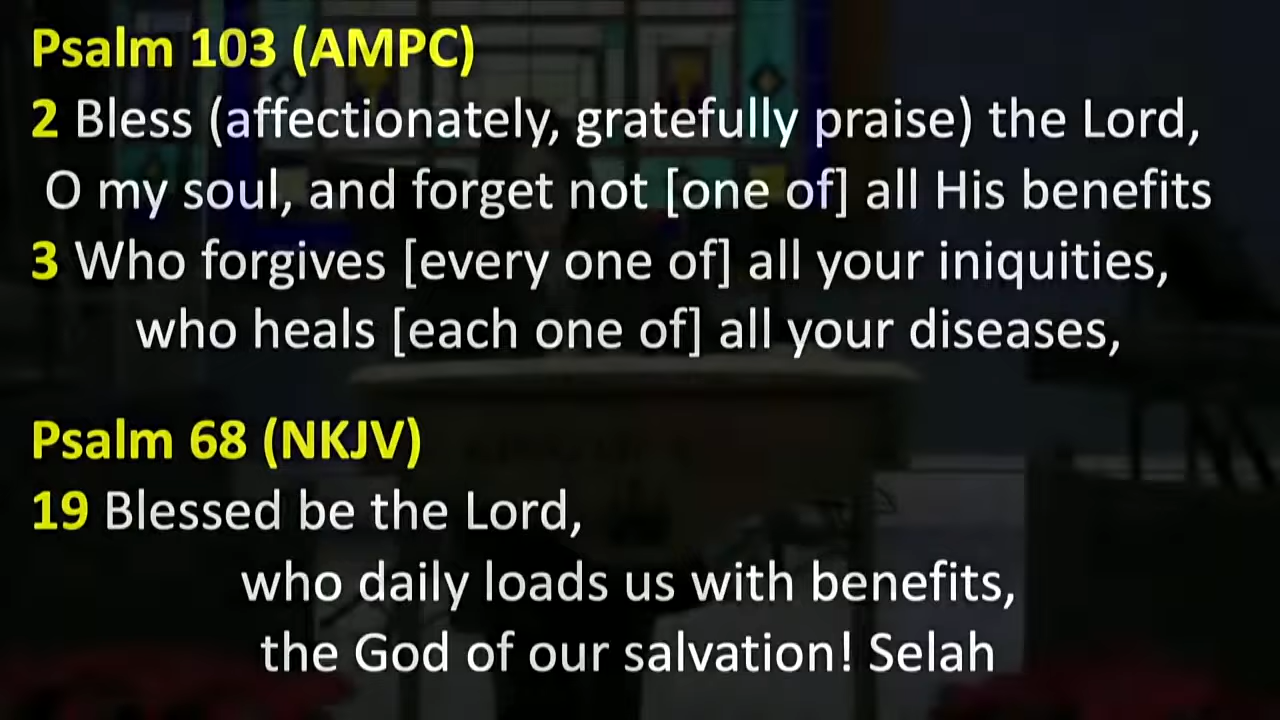 Psalm 103 (AMPC)
2 Bless (affectionately, gratefully praise) the Lord,
O my soul, and forget not [one of] all His benefits
3 Who forgives [every one of] all your iniquities,
who heals [each one of] all your diseases,
Psalm 68 (NKJV)
19 Blessed be the Lord,
who daily loads us with benefits,
the God of our salvation! Selah